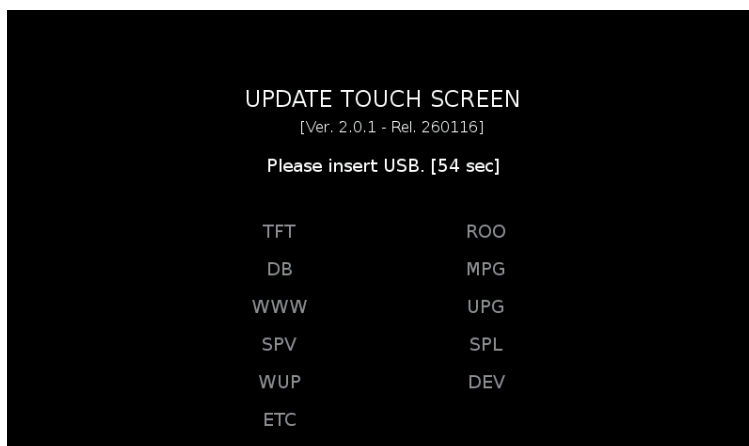 UPDATE TOUCH SCREEN
[Ver. 2.0.1 - Rel. 260116]
Please insert USB. [54 sec]
TFT ROO
DB MPG
WWW UPG
SPV SPL
WUP DEV
ETC